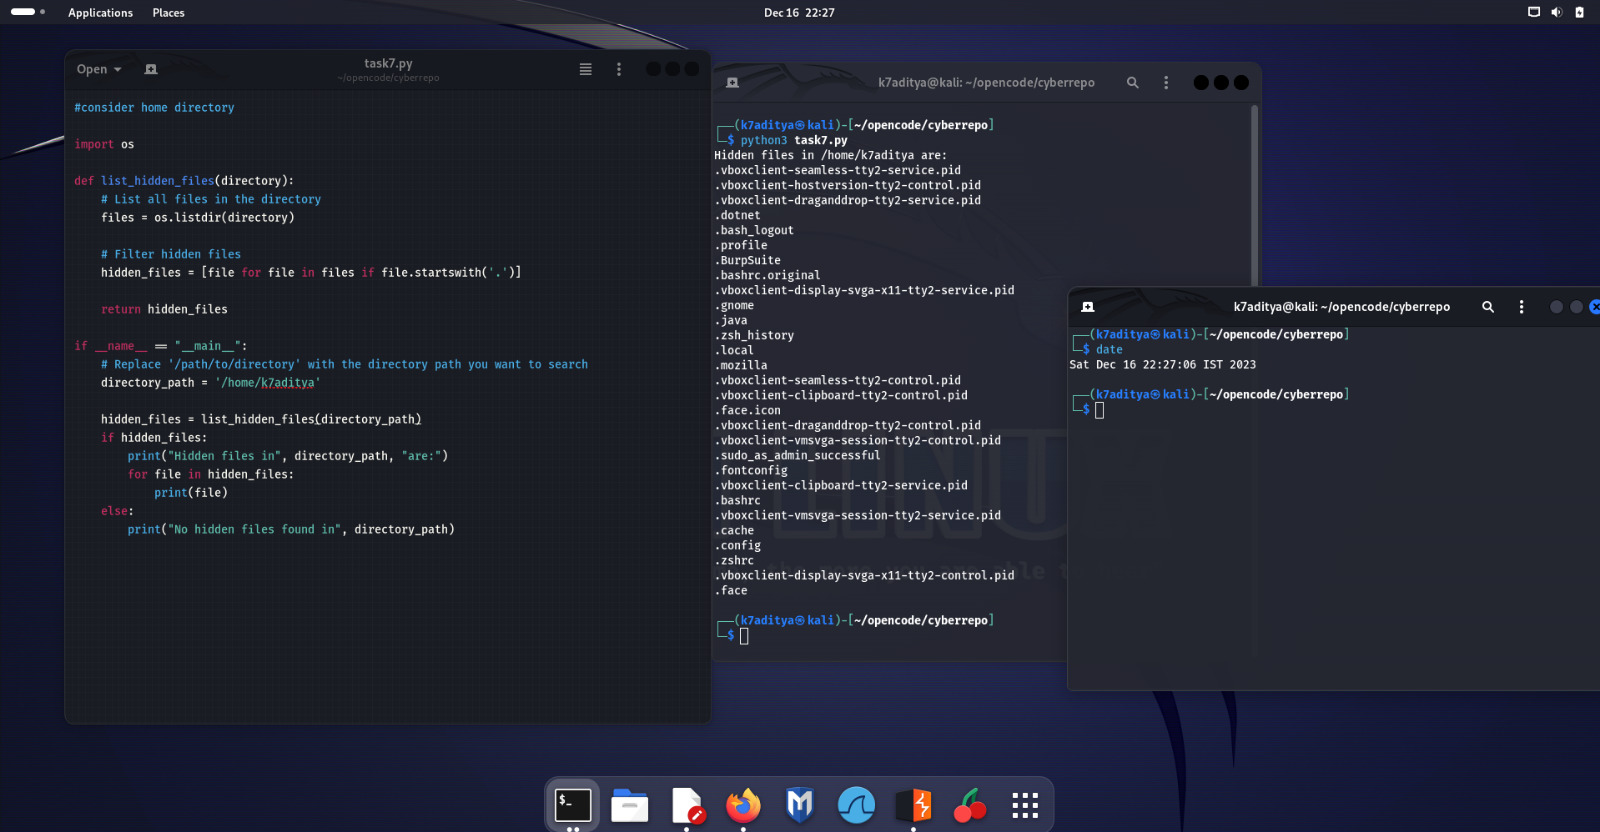 Applications Places
Dec 16 22:27
Open
task7.py
~/opencode/cyberrepo
#consider home directory
import os
def list_hidden_files(directory):
# List all files in the directory
files = os.listdir(directory)
# Filter hidden files
hidden_files = [file for file in files if file.startswith('.')]
return hidden_files
if __name__ == "__main__":
# Replace '/path/to/directory' with the directory path you want to search
directory_path = '/home/k7aditya'
hidden_files = list_hidden_files(directory_path)
if hidden_files:
print("Hidden files in", directory_path, "are:")
for file in hidden_files:
print(file)
else:
print("No hidden files found in", directory_path)
k7aditya@kali: ~/opencode/cyberrepo
(k7aditya㉿kali)-[~/opencode/cyberrepo]
$ python3 task7.py
Hidden files in /home/k7aditya are:
.vboxclient-seamless-tty2-service.pid
.vboxclient-hostversion-tty2-control.pid
.vboxclient-draganddrop-tty2-service.pid
.dotnet
.bash_logout
.profile
.BurpSuite
.bashrc.original
.vboxclient-display-svga-x11-tty2-service.pid
.gnome
.java
.zsh_history
.local
.mozilla
.vboxclient-seamless-tty2-control.pid
.vboxclient-clipboard-tty2-control.pid
.face.icon
.vboxclient-draganddrop-tty2-control.pid
.vboxclient-vmsvga-session-tty2-control.pid
.sudo_as_admin_successful
.fontconfig
.vboxclient-clipboard-tty2-service.pid
.bashrc
.vboxclient-vmsvga-session-tty2-service.pid
.cache
.config
.zshrc
.vboxclient-display-svga-x11-tty2-control.pid
.face
(k7aditya㉿kali)-[~/opencode/cyberrepo]
$
k7aditya@kali: ~/opencode/cyberrepo
(k7aditya㉿kali)-[~/opencode/cyberrepo]
$ date
Sat Dec 16 22:27:06 IST 2023
(k7aditya㉿kali)-[~/opencode/cyberrepo]
$
$_